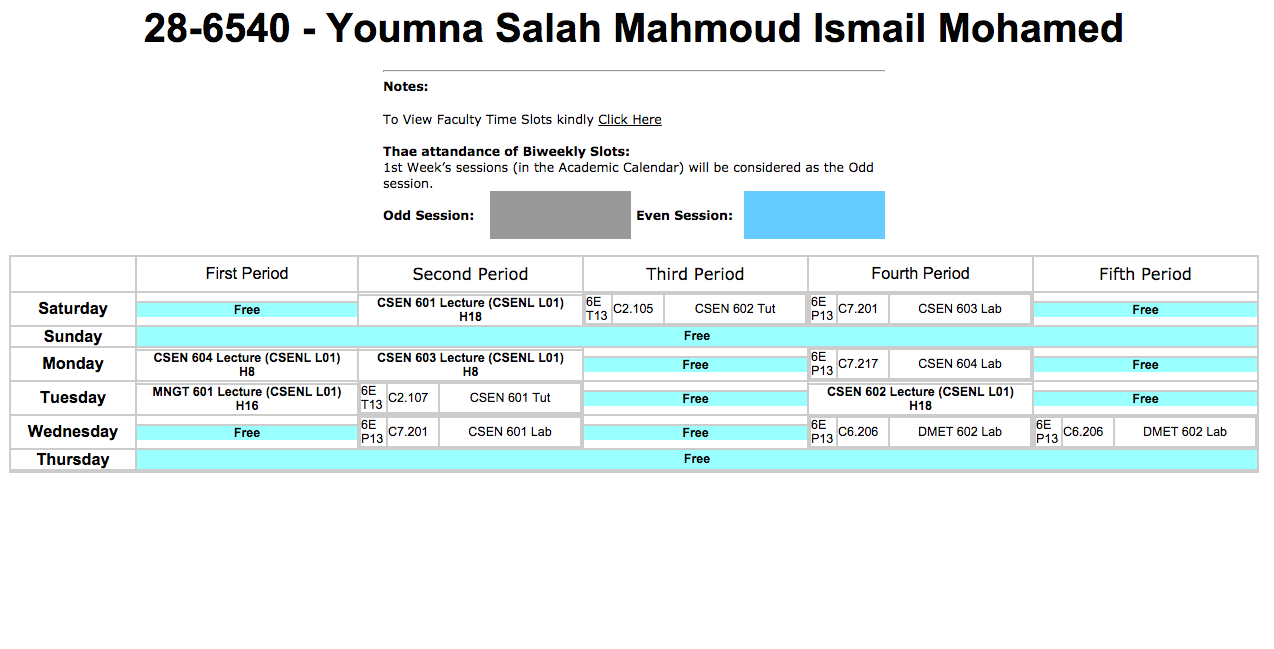 28-6540 - Youmna Salah Mahmoud Ismail Mohamed
Notes:
To View Faculty Time Slots kindly Click Here
Thae attandance of Biweekly Slots:
1st Week's sessions (in the Academic Calendar) will be considered as the Odd
session.
Odd Session: Even Session:
First Period Second Period Third Period Fourth Period Fifth Period
Saturday Free CSEN 601 Lecture (CSENL L01) H18 6E T13 C2.105 CSEN 602 Tut 6E P13 C7.201 CSEN 603 Lab Free
Sunday Free
Monday CSEN 604 Lecture (CSENL L01) H8 CSEN 603 Lecture (CSENL L01) H8 Free 6E P13 C7.217 CSEN 604 Lab Free
Tuesday MNGT 601 Lecture (CSENL L01) H16 6E T13 C2.107 CSEN 601 Tut Free CSEN 602 Lecture (CSENL L01) H18 Free
Wednesday Free 6E P13 C7.201 CSEN 601 Lab Free 6E P13 C6.206 DMET 602 Lab 6E P13 C6.206 DMET 602 Lab
Thursday Free